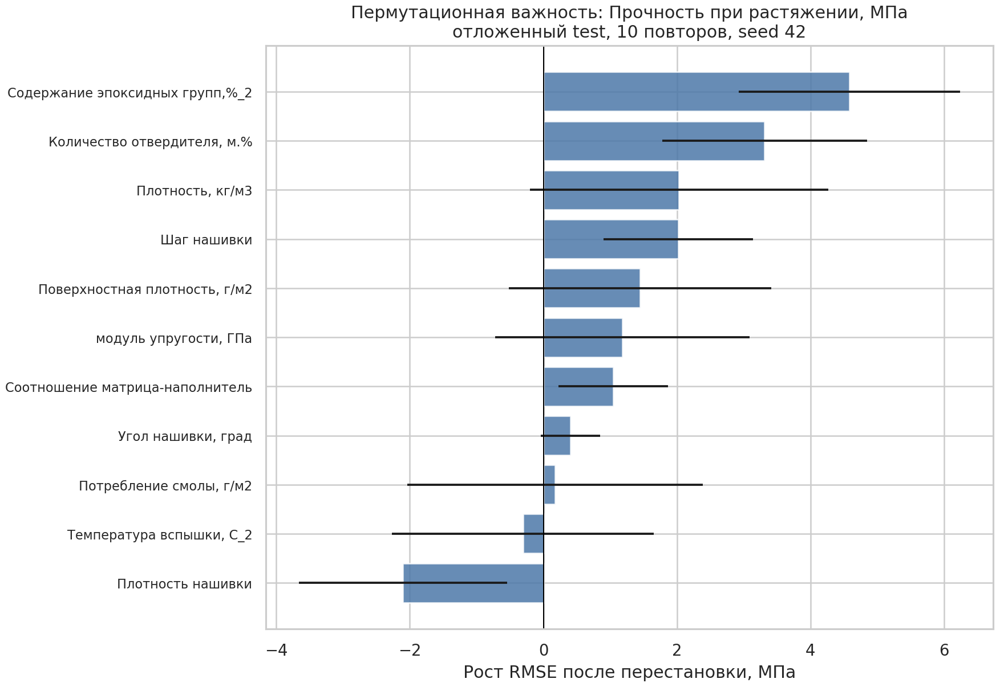 Пермутационная важность: Прочность при растяжении, МПа
отложенный test, 10 повторов, seed 42
Содержание эпоксидных групп,%_2
Количество отвердителя, м.%
Плотность, кг/м3
Шаг нашивки
Поверхностная плотность, г/м2
модуль упругости, ГПа
Соотношение матрица-наполнитель
Угол нашивки, град
Потребление смолы, г/м2
Температура вспышки, С_2
Плотность нашивки
−4 −2 0 2 4 6
Рост RMSE после перестановки, МПа